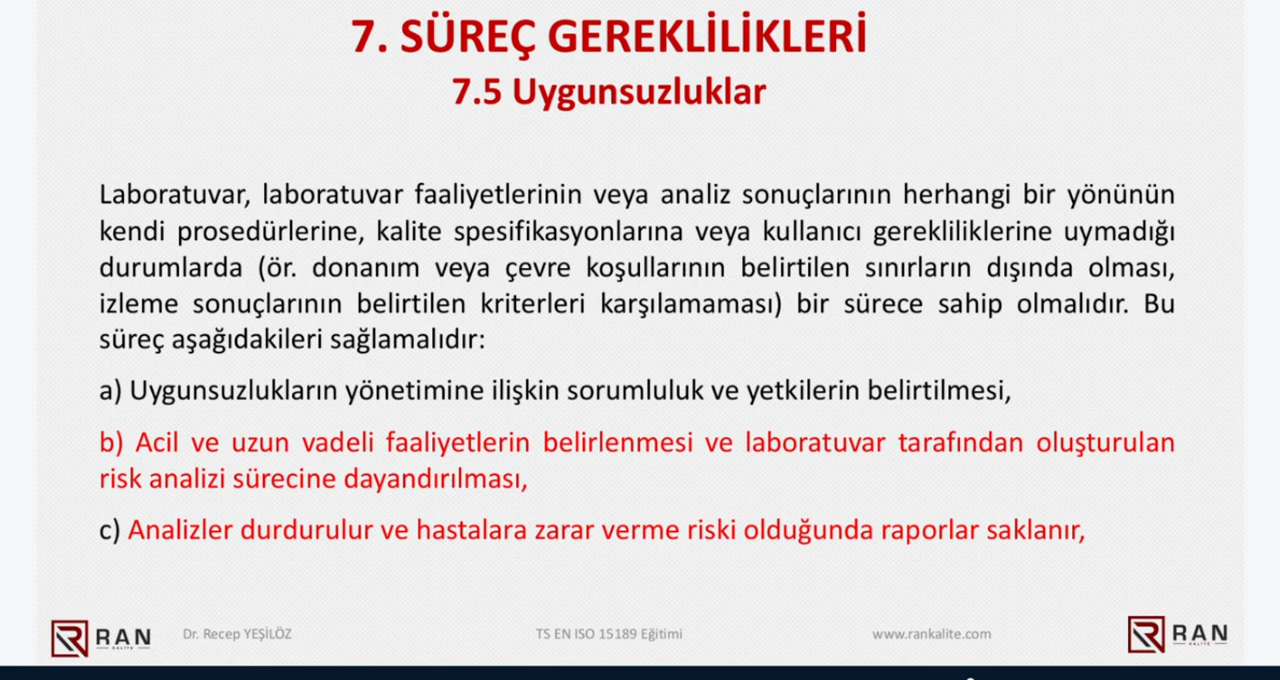 7. SÜREÇ GEREKLİLİKLERİ
7.5 Uygunsuzluklar
Laboratuvar, laboratuvar faaliyetlerinin veya analiz sonuçlarının herhangi bir yönünün
kendi prosedürlerine, kalite spesifikasyonlarına veya kullanıcı gerekliliklerine uymadığı
durumlarda (ör. donanım veya çevre koşullarının belirtilen sınırların dışında olması,
izleme sonuçlarının belirtilen kriterleri karşılamaması) bir sürece sahip olmalıdır. Bu
süreç aşağıdakileri sağlamalıdır:
a) Uygunsuzlukların yönetimine ilişkin sorumluluk ve yetkilerin belirtilmesi,
b) Acil ve uzun vadeli faaliyetlerin belirlenmesi ve laboratuvar tarafından oluşturulan
risk analizi sürecine dayandırılması,
c) Analizler durdurulur ve hastalara zarar verme riski olduğunda raporlar saklanır,
RAN
KALİTE
Dr. Recep YEŞİLÖZ
TS EN ISO 15189 Eğitimi
www.rankalite.com
RAN
KALİTE